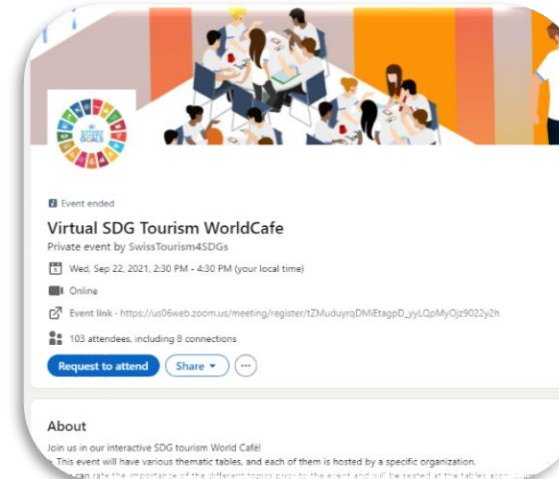 Event ended
Virtual SDG Tourism WorldCafe
Private event by SwissTourism4SDGs
Wed, Sep 22, 2021, 2:30 PM - 4:30 PM (your local time)
Online
Event link · https://us06web.zoom.us/meeting/register/tZMuduyrqDMiEtagpD_yyLQpMyOjz9022y2h
103 attendees, including 8 connections
Request to attend
Share
About
Join us in our interactive SDG tourism World Café!
This event will have various thematic tables, and each of them is hosted by a specific organization.
can rate the importance of the different topics prior to the event and will be seated at the tables